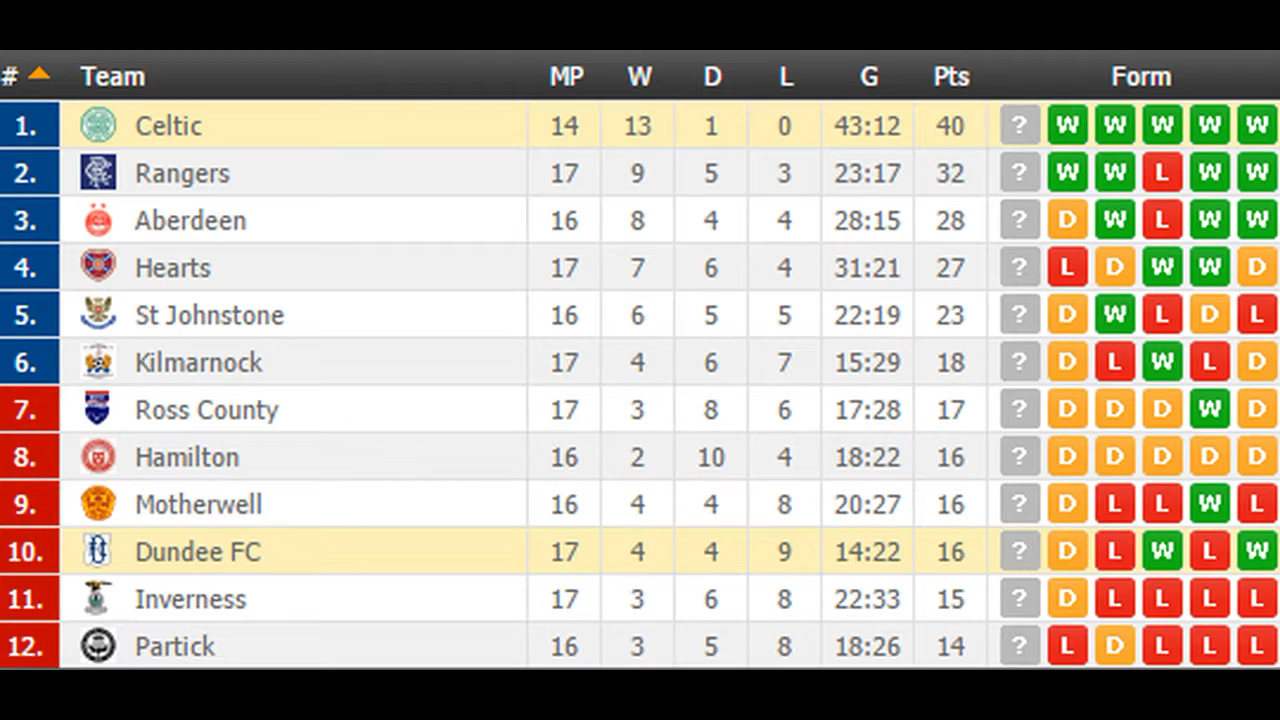 # Team MP W D L G Pts Form
1. Celtic 14 13 1 0 43:12 40 ? W W W W W
2. Rangers 17 9 5 3 23:17 32 ? W W L W W
3. Aberdeen 16 8 4 4 28:15 28 ? D W L W W
4. Hearts 17 7 6 4 31:21 27 ? L D W W D
5. St Johnstone 16 6 5 5 22:19 23 ? D W L D L
6. Kilmarnock 17 4 6 7 15:29 18 ? D L W L D
7. Ross County 17 3 8 6 17:28 17 ? D D D W D
8. Hamilton 16 2 10 4 18:22 16 ? D D D D D
9. Motherwell 16 4 4 8 20:27 16 ? D L L W L
10. Dundee FC 17 4 4 9 14:22 16 ? D L W L W
11. Inverness 17 3 6 8 22:33 15 ? D L L L L
12. Partick 16 3 5 8 18:26 14 ? L D L L L